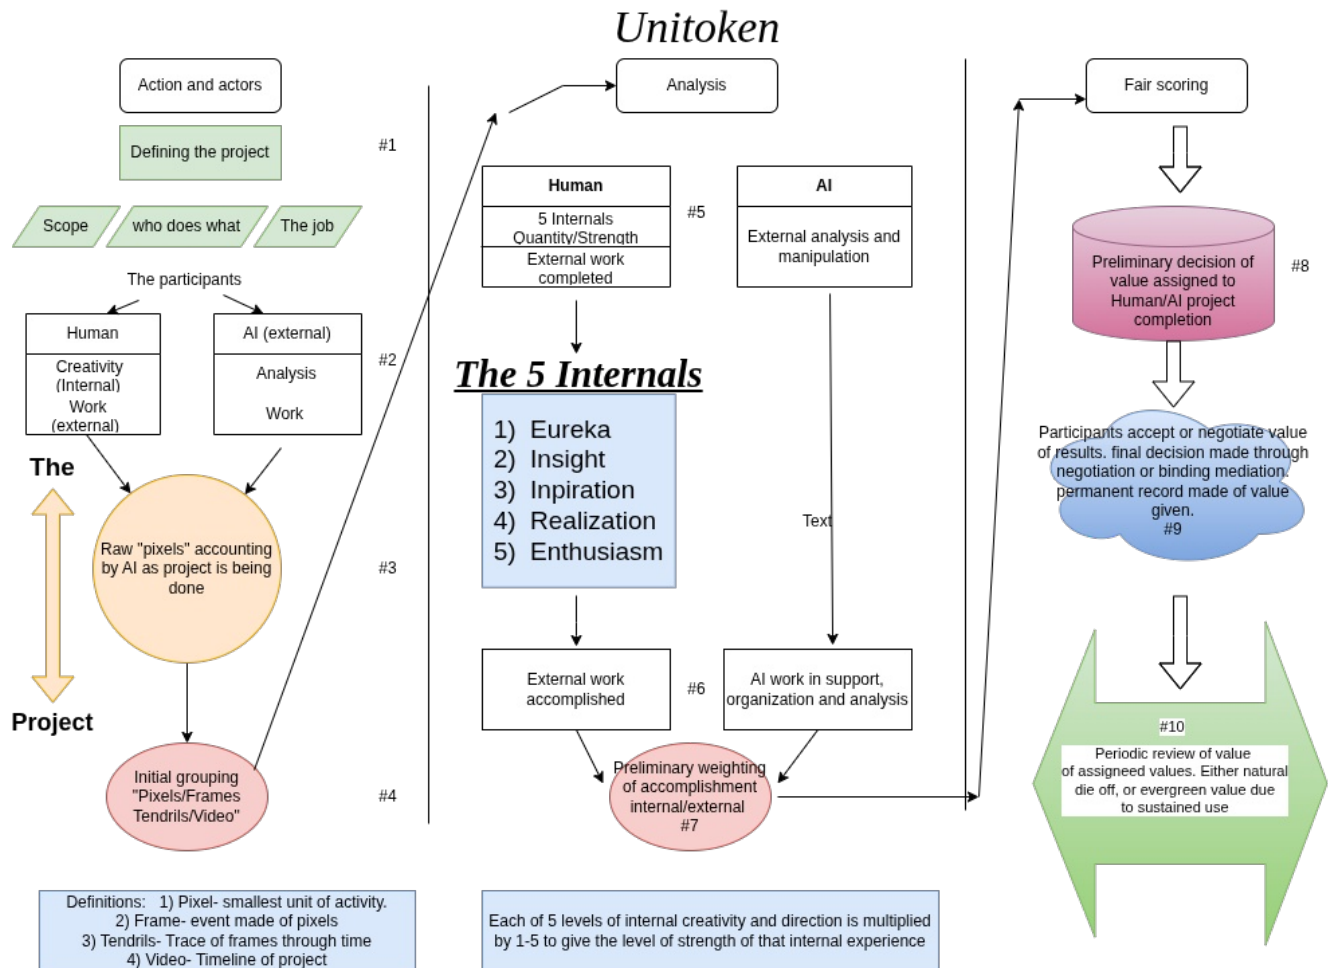 Unitoken
Action and actors
Defining the project
#1
Scope
who does what
The job
The participants
Human
Creativity
(Internal)
Work
(external)
AI (external)
Analysis
Work
#2
The
Project
Raw "pixels" accounting
by AI as project is being
done
#3
Initial grouping
"Pixels/Frames
Tendrils/Video"
#4
Definitions: 1) Pixel- smallest unit of activity.
2) Frame- event made of pixels
3) Tendrils- Trace of frames through time
4) Video- Timeline of project
Analysis
Human
5 Internals
Quantity/Strength
External work
completed
#5
AI
External analysis and
manipulation
The 5 Internals
1) Eureka
2) Insight
3) Inpiration
4) Realization
5) Enthusiasm
Text
External work
accomplished
#6
AI work in support,
organization and analysis
Preliminary weighting
of accomplishment
internal/external
#7
Each of 5 levels of internal creativity and direction is multiplied
by 1-5 to give the level of strength of that internal experience
Fair scoring
Preliminary decision of
value assigned to
Human/AI project
completion
#8
Participants accept or negotiate value
of results. final decision made through
negotiation or binding mediation.
permanent record made of value
given.
#9
#10
Periodic review of value
of assigneed values. Either natural
die off, or evergreen value due
to sustained use